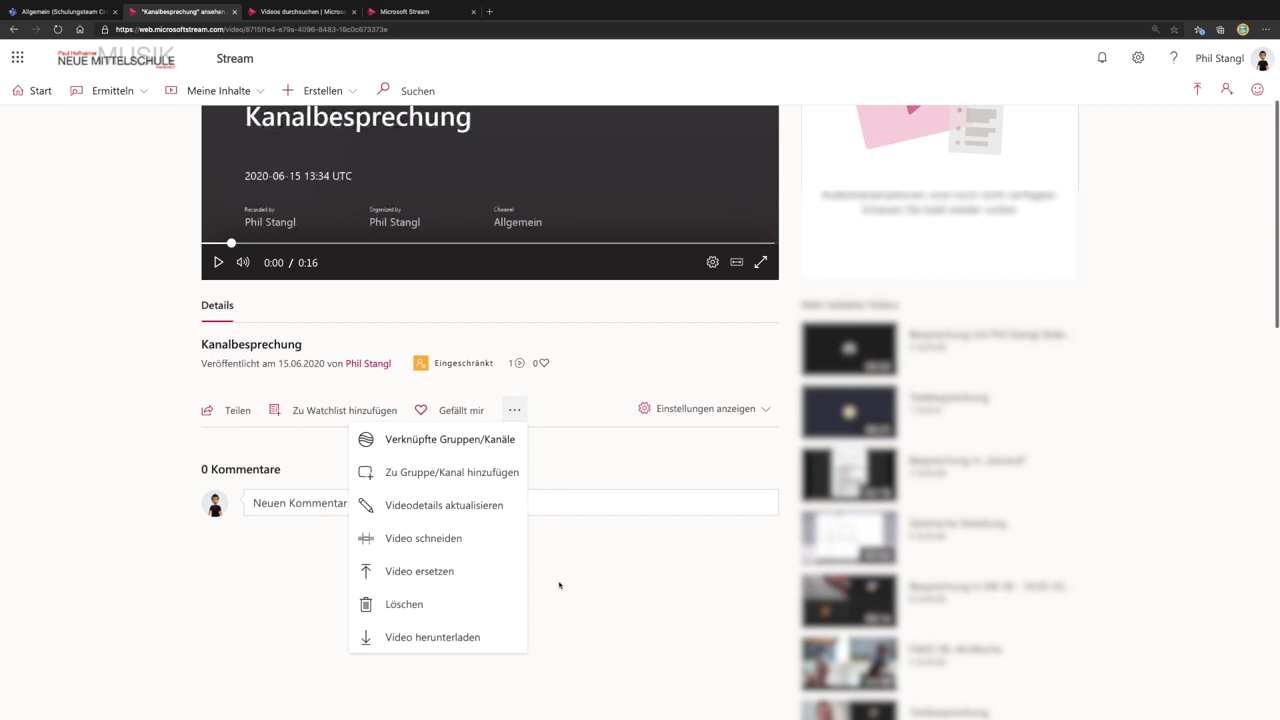 Allgemein (Schulungsteam C
"Kanalbesprechung" ansehen
Videos durchsuchen | Micros
Microsoft Stream
https://web.microsoftstream.com/video/8715f1e4-e79a-4096-8483-16c0c673373e
Paul Hofhaimer
MUSIK
NEUE MITTELSCHULE
Stream
Phil Stangl
Start
Ermitteln
Meine Inhalte
Erstellen
Suchen
Kanalbesprechung
2020-06-15 13:34 UTC
Recorded by
Phil Stangl
Organized by
Phil Stangl
Channel
Allgemein
0:00 / 0:16
Details
Kanalbesprechung
Veröffentlicht am 15.06.2020 von Phil Stangl
Eingeschränkt
1
0
Teilen
Zu Watchlist hinzufügen
Gefällt mir
Einstellungen anzeigen
Verknüpfte Gruppen/Kanäle
Zu Gruppe/Kanal hinzufügen
Videodetails aktualisieren
Video schneiden
Video ersetzen
Löschen
Video herunterladen
0 Kommentare
Neuen Kommentar